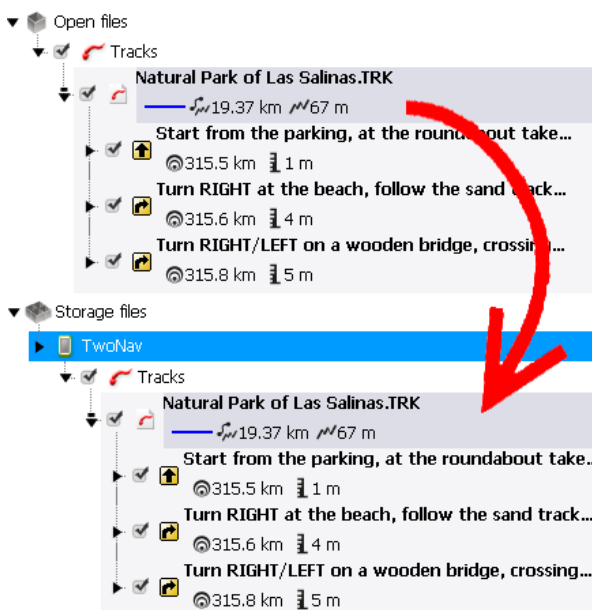 Open files
Tracks
Natural Park of Las Salinas.TRK
19.37 km 67 m
Start from the parking, at the roundabout take...
315.5 km 1 m
Turn RIGHT at the beach, follow the sand track...
315.6 km 4 m
Turn RIGHT/LEFT on a wooden bridge, crossing...
315.8 km 5 m
Storage files
TwoNav
Tracks
Natural Park of Las Salinas.TRK
19.37 km 67 m
Start from the parking, at the roundabout take..
315.5 km 1 m
Turn RIGHT at the beach, follow the sand track...
315.6 km 4 m
Turn RIGHT/LEFT on a wooden bridge, crossing...
315.8 km 5 m